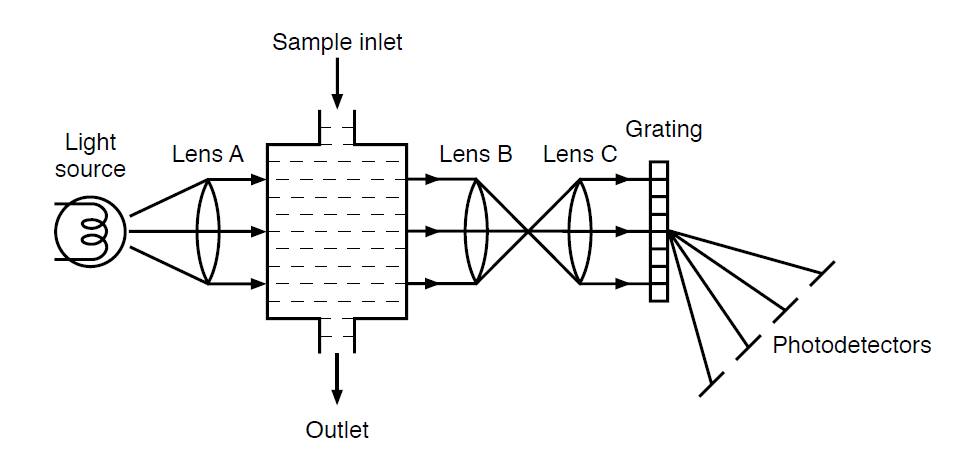 Sample inlet
Light
source
Lens A
Lens B
Lens C
Grating
Photodetectors
Outlet